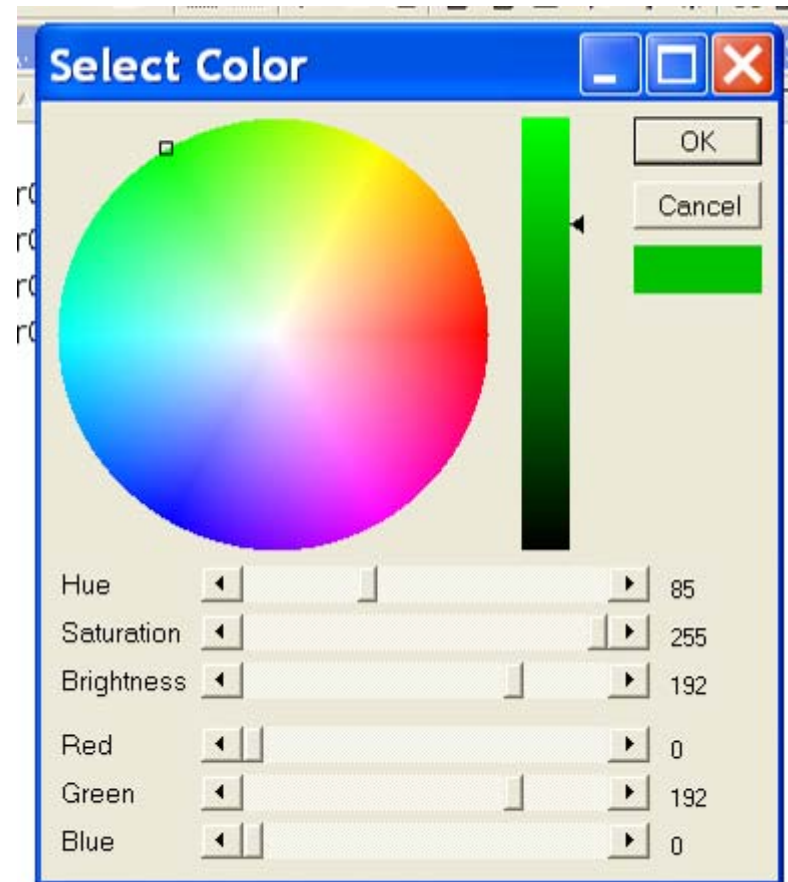 Select Color
OK
Cancel
Hue 85
Saturation 255
Brightness 192
Red 0
Green 192
Blue 0